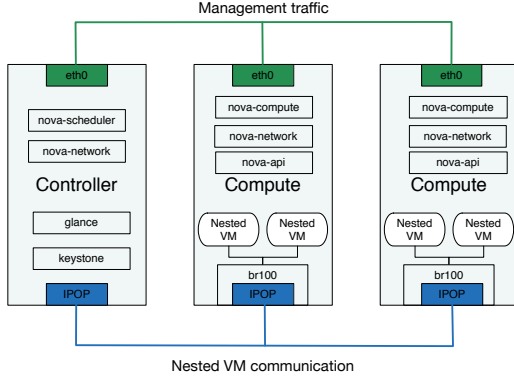 Management traffic
eth0
eth0
eth0
nova-scheduler
nova-network
Controller
glance
keystone
IPOP
nova-compute
nova-network
nova-api
Compute
Nested
VM
Nested
VM
br100
IPOP
nova-compute
nova-network
nova-api
Compute
Nested
VM
Nested
VM
br100
IPOP
Nested VM communication